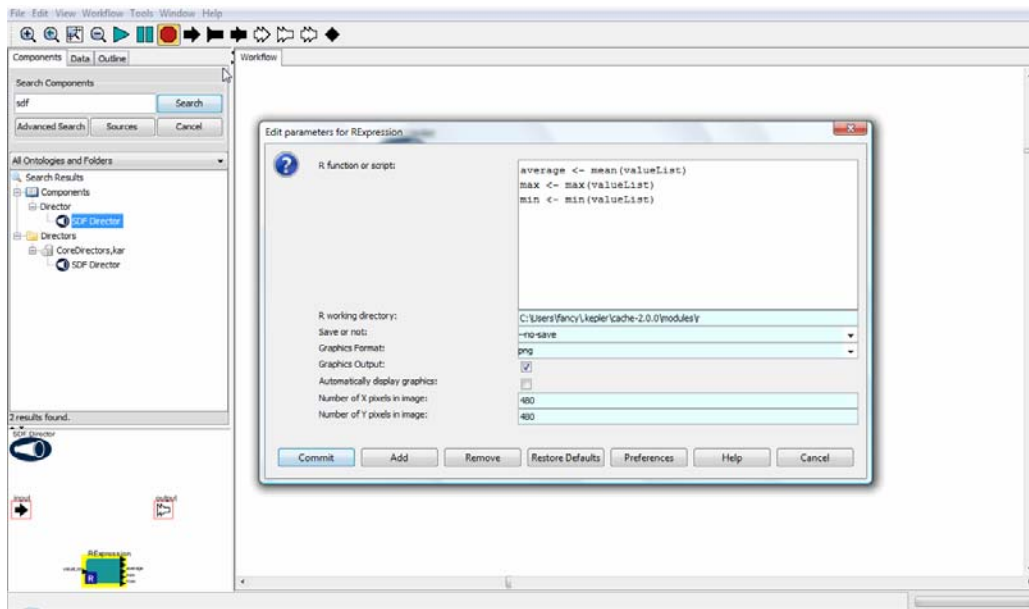 File Edit View Workflow Tools Window Help
Components Data Outline
Workflow
Search Components
sdf
Search
Advanced Search Sources Cancel
All Ontologies and Folders
Search Results
Components
Director
SDF Director
Directors
CoreDirectors.kar
SDF Director
2 results found.
SDF Director
input
output
RExpression
average
Edit parameters for RExpression
R function or script:
average <- mean(valueList)
max <- max(valueList)
min <- min(valueList)
R working directory:
C:\Users\fancy\.kepler\cache-2.0.0\modules\r
Save or not:
--no-save
Graphics Format:
png
Graphics Output:
Automatically display graphics:
Number of X pixels in image:
480
Number of Y pixels in image:
480
Commit Add Remove Restore Defaults Preferences Help Cancel